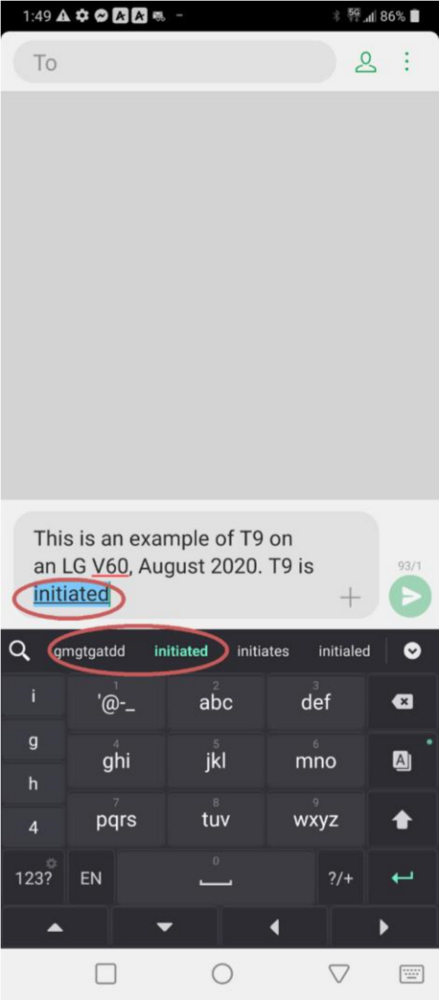 1:49 5G 86%
To
This is an example of T9 on
an LG V60, August 2020. T9 is
initiated
93/1
gmgtgatdd initiated initiates initialed
i
g
h
4
1 '@-_
2 abc
3 def
4 ghi
5 jkl
6 mno
A
7 pqrs
8 tuv
9 wxyz
123? EN 0 ?/+